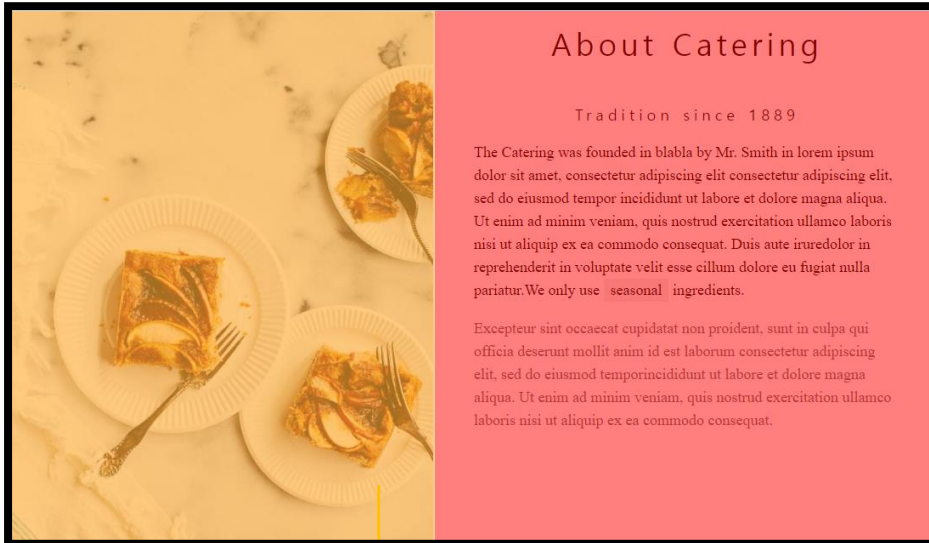 About Catering
Tradition since 1889
The Catering was founded in blabla by Mr. Smith in lorem ipsum
dolor sit amet, consectetur adipiscing elit consectetur adipiscing elit,
sed do eiusmod tempor incididunt ut labore et dolore magna aliqua.
Ut enim ad minim veniam, quis nostrud exercitation ullamco laboris
nisi ut aliquip ex ea commodo consequat. Duis aute iruredolor in
reprehenderit in voluptate velit esse cillum dolore eu fugiat nulla
pariatur.We only use seasonal ingredients.
Excepteur sint occaecat cupidatat non proident, sunt in culpa qui
officia deserunt mollit anim id est laborum consectetur adipiscing
elit, sed do eiusmod temporincididunt ut labore et dolore magna
aliqua. Ut enim ad minim veniam, quis nostrud exercitation ullamco
laboris nisi ut aliquip ex ea commodo consequat.